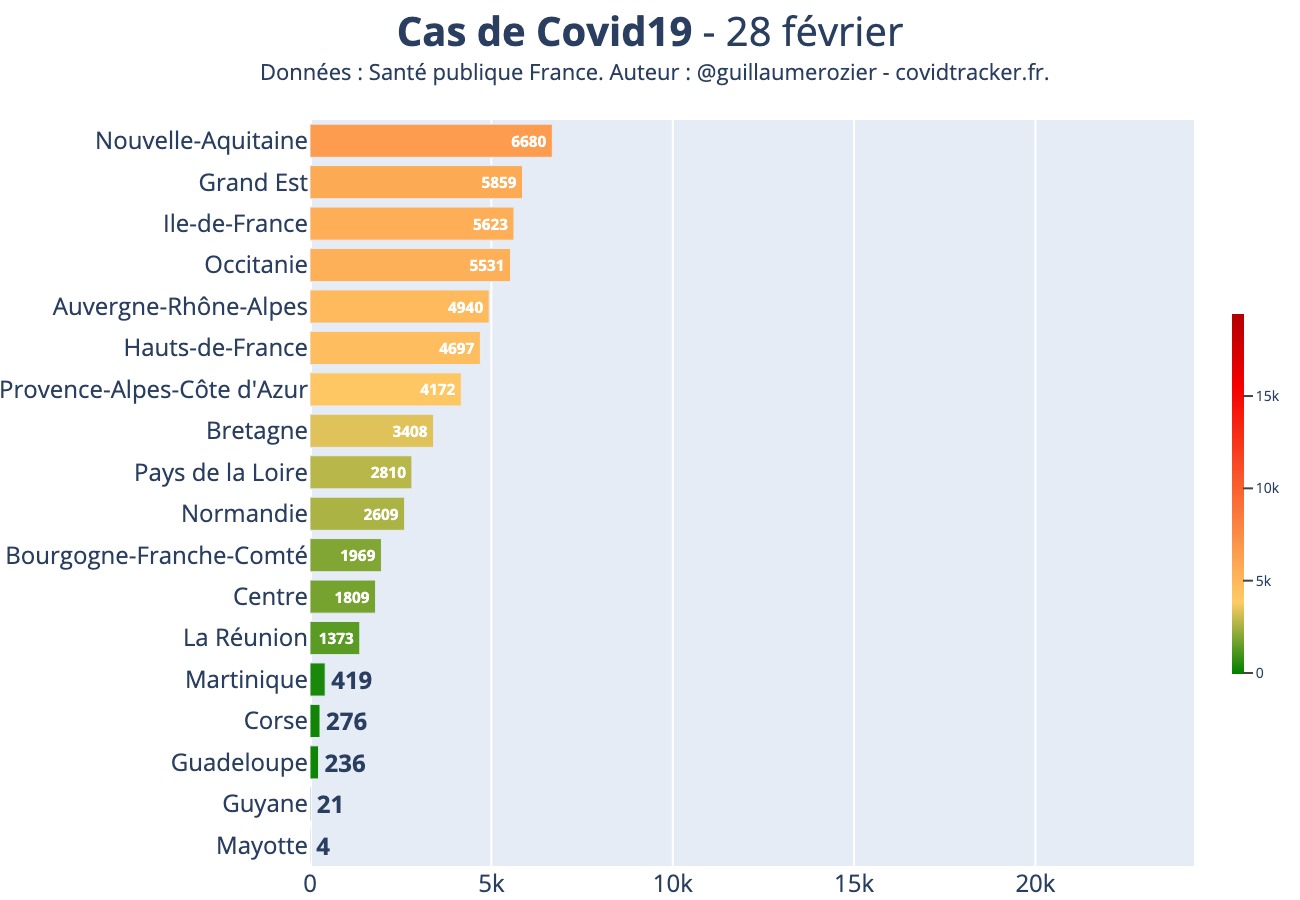 Cas de Covid19 - 28 février
Données : Santé publique France. Auteur : @guillaumerozier - covidtracker.fr.
Nouvelle-Aquitaine 6680
Grand Est 5859
Ile-de-France 5623
Occitanie 5531
Auvergne-Rhône-Alpes 4940
Hauts-de-France 4697
Provence-Alpes-Côte d'Azur 4172
Bretagne 3408
Pays de la Loire 2810
Normandie 2609
Bourgogne-Franche-Comté 1969
Centre 1809
La Réunion 1373
Martinique 419
Corse 276
Guadeloupe 236
Guyane 21
Mayotte 4
0 5k 10k 15k 20k
15k
10k
5k
0